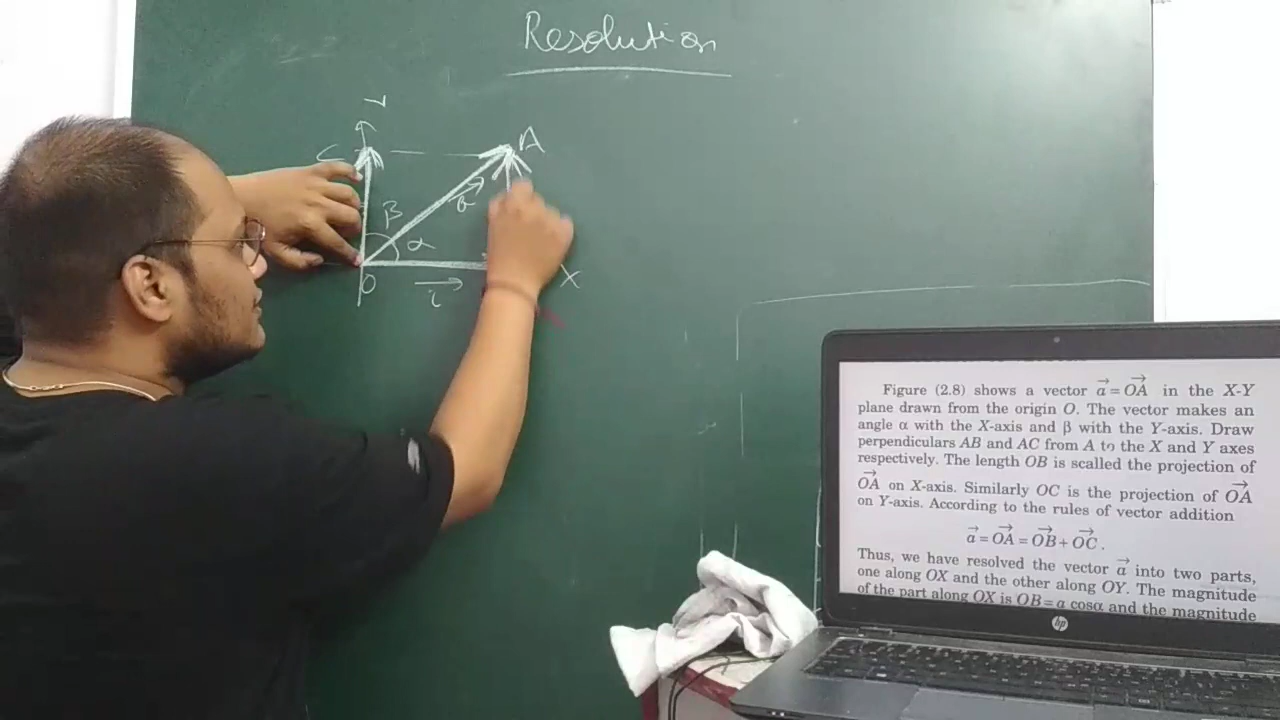 Resolution
C
A
β
a
α
O
i
X
Figure (2.8) shows a vector a⃗ = OA⃗ in the X-Y
plane drawn from the origin O. The vector makes an
angle α with the X-axis and β with the Y-axis. Draw
perpendiculars AB and AC from A to the X and Y axes
respectively. The length OB is scalled the projection of
OA⃗ on X-axis. Similarly OC is the projection of OA⃗
on Y-axis. According to the rules of vector addition
a⃗ = OA⃗ = OB⃗ + OC⃗ .
Thus, we have resolved the vector a⃗ into two parts,
one along OX and the other along OY. The magnitude
of the part along OX is OB = a cosα and the magnitude
hp